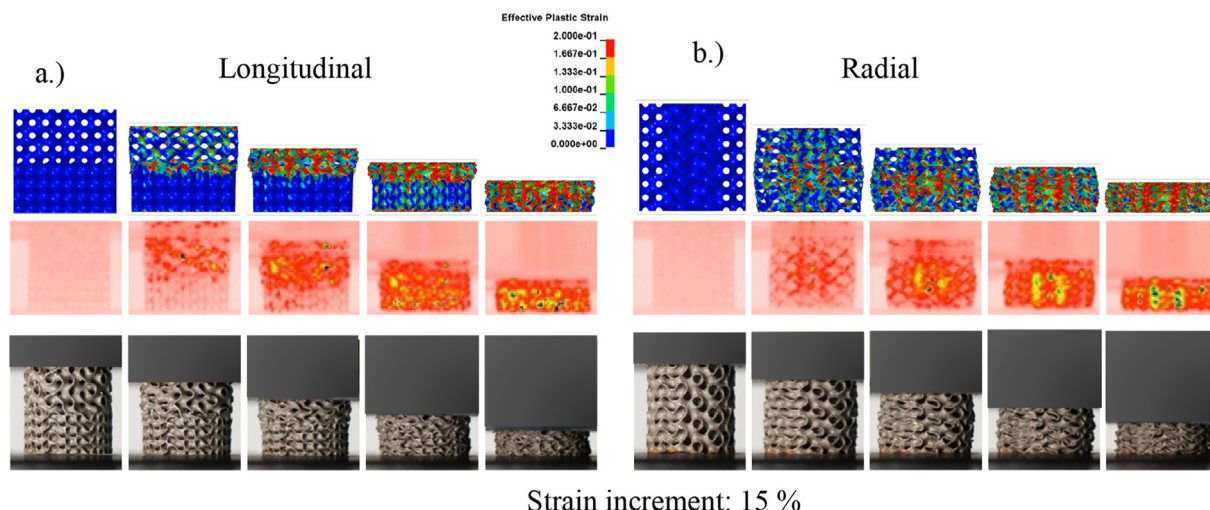 Effective Plastic Strain
2.000e-01
1.667e-01
1.333e-01
1.000e-01
6.667e-02
3.333e-02
0.000e+00
a.)
Longitudinal
b.)
Radial
Strain increment: 15 %